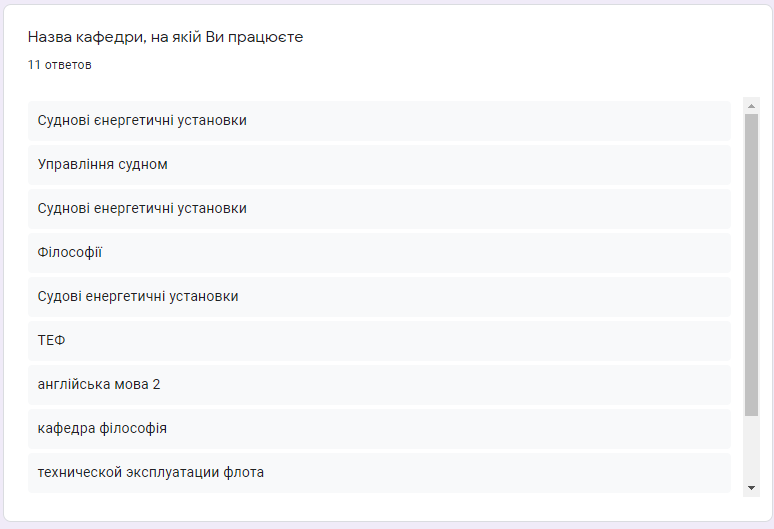 Назва кафедри, на якій Ви працюєте
11 ответов
Суднові єнергетичні установки
Управління судном
Суднові енергетичні установки
Філософії
Судові енергетичні установки
ТЕФ
англійська мова 2
кафедра філософія
технической эксплуатации флота